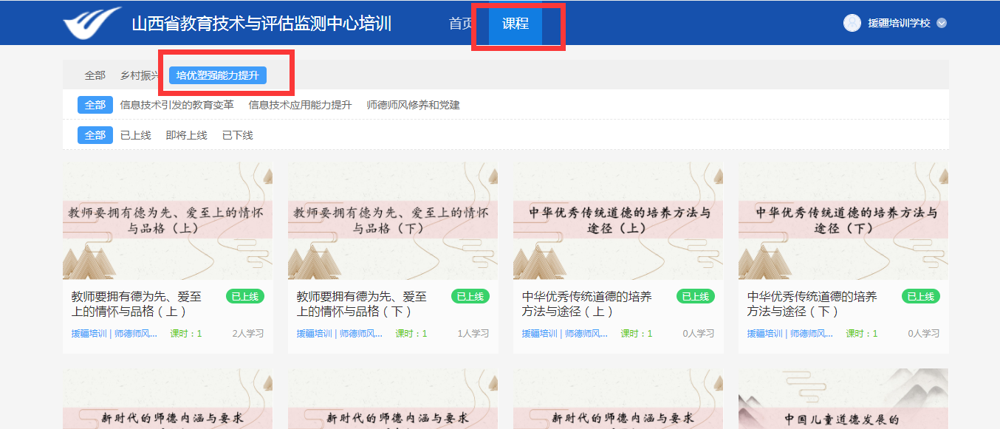 山西省教育技术与评估监测中心培训 首页 课程 援疆培训学校
全部 乡村振兴 培优塑强能力提升
全部 信息技术引发的教育变革 信息技术应用能力提升 师德师风修养和党建
全部 已上线 即将上线 已下线
教师要拥有德为先、爱至上的情怀
与品格（上）
教师要拥有德为先、爱至上的情怀
与品格（下）
中华优秀传统道德的培养方法与
途径（上）
中华优秀传统道德的培养方法与
途径（下）
教师要拥有德为先、爱至 已上线
上的情怀与品格（上）
援疆培训 | 师德师风... 课时：1 2人学习
教师要拥有德为先、爱至 已上线
上的情怀与品格（下）
援疆培训 | 师德师风... 课时：1 1人学习
中华优秀传统道德的培养 已上线
方法与途径（上）
援疆培训 | 师德师风... 课时：1 0人学习
中华优秀传统道德的培养 已上线
方法与途径（下）
援疆培训 | 师德师风... 课时：1 0人学习
新时代的师德内涵与要求
新时代的师德内涵与要求
新时代的师德内涵与要求
中国儿童道德发展的